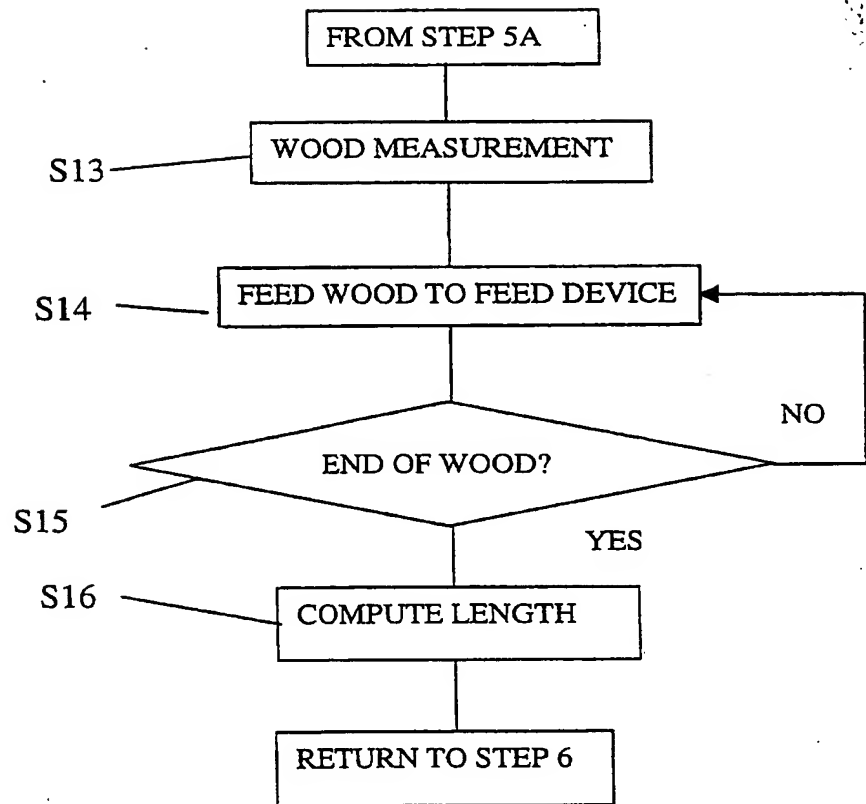 FROM STEP 5A
WOOD MEASUREMENT
S13
FEED WOOD TO FEED DEVICE
S14
NO
END OF WOOD?
S15
YES
S16
COMPUTE LENGTH
RETURN TO STEP 6